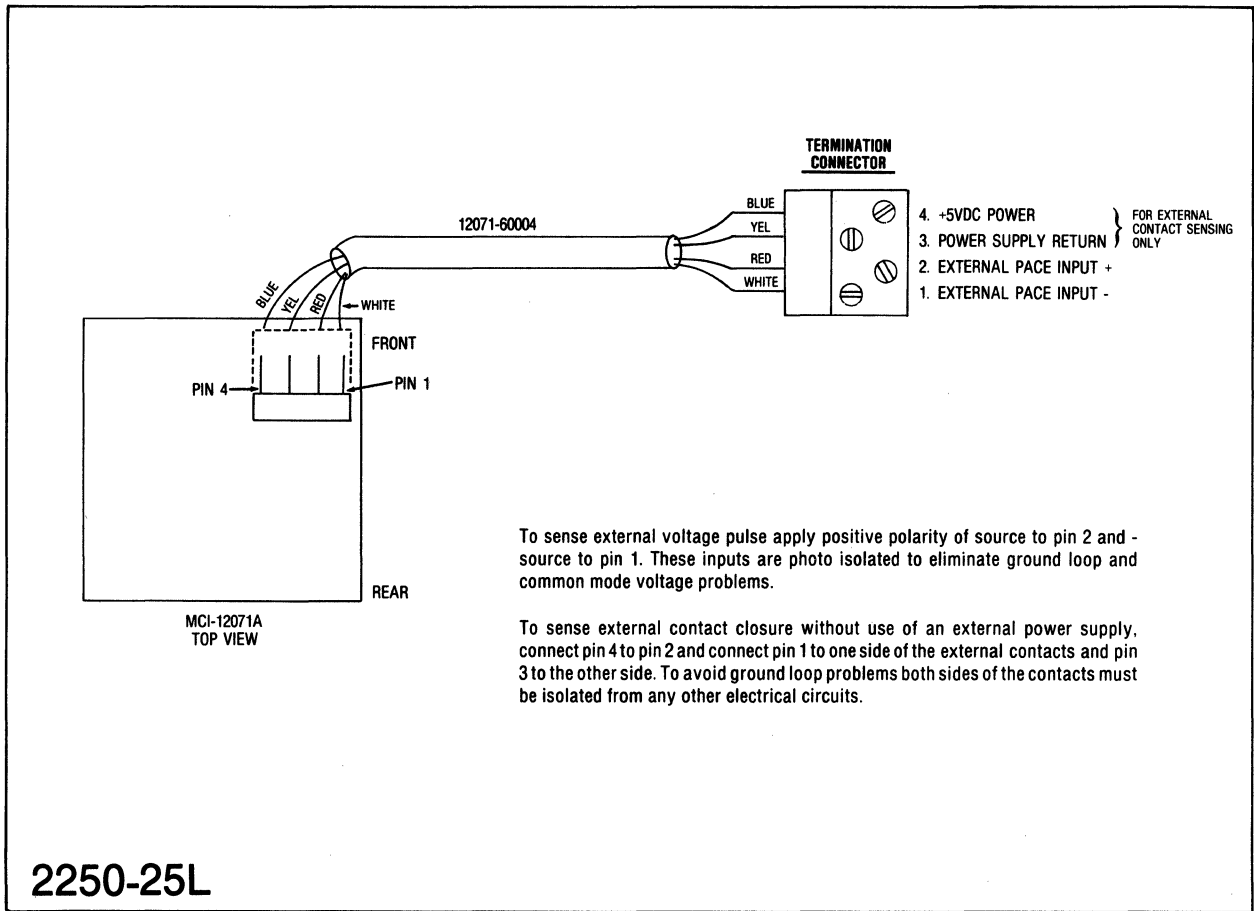 TERMINATION
CONNECTOR
12071-60004
BLUE
YEL
RED
WHITE
4. +5VDC POWER
3. POWER SUPPLY RETURN
2. EXTERNAL PACE INPUT +
1. EXTERNAL PACE INPUT -
FOR EXTERNAL
CONTACT SENSING
ONLY
BLUE
YEL
RED
WHITE
FRONT
PIN 4
PIN 1
REAR
MCI-12071A
TOP VIEW
To sense external voltage pulse apply positive polarity of source to pin 2 and -
source to pin 1. These inputs are photo isolated to eliminate ground loop and
common mode voltage problems.
To sense external contact closure without use of an external power supply,
connect pin 4 to pin 2 and connect pin 1 to one side of the external contacts and pin
3 to the other side. To avoid ground loop problems both sides of the contacts must
be isolated from any other electrical circuits.
2250-25L